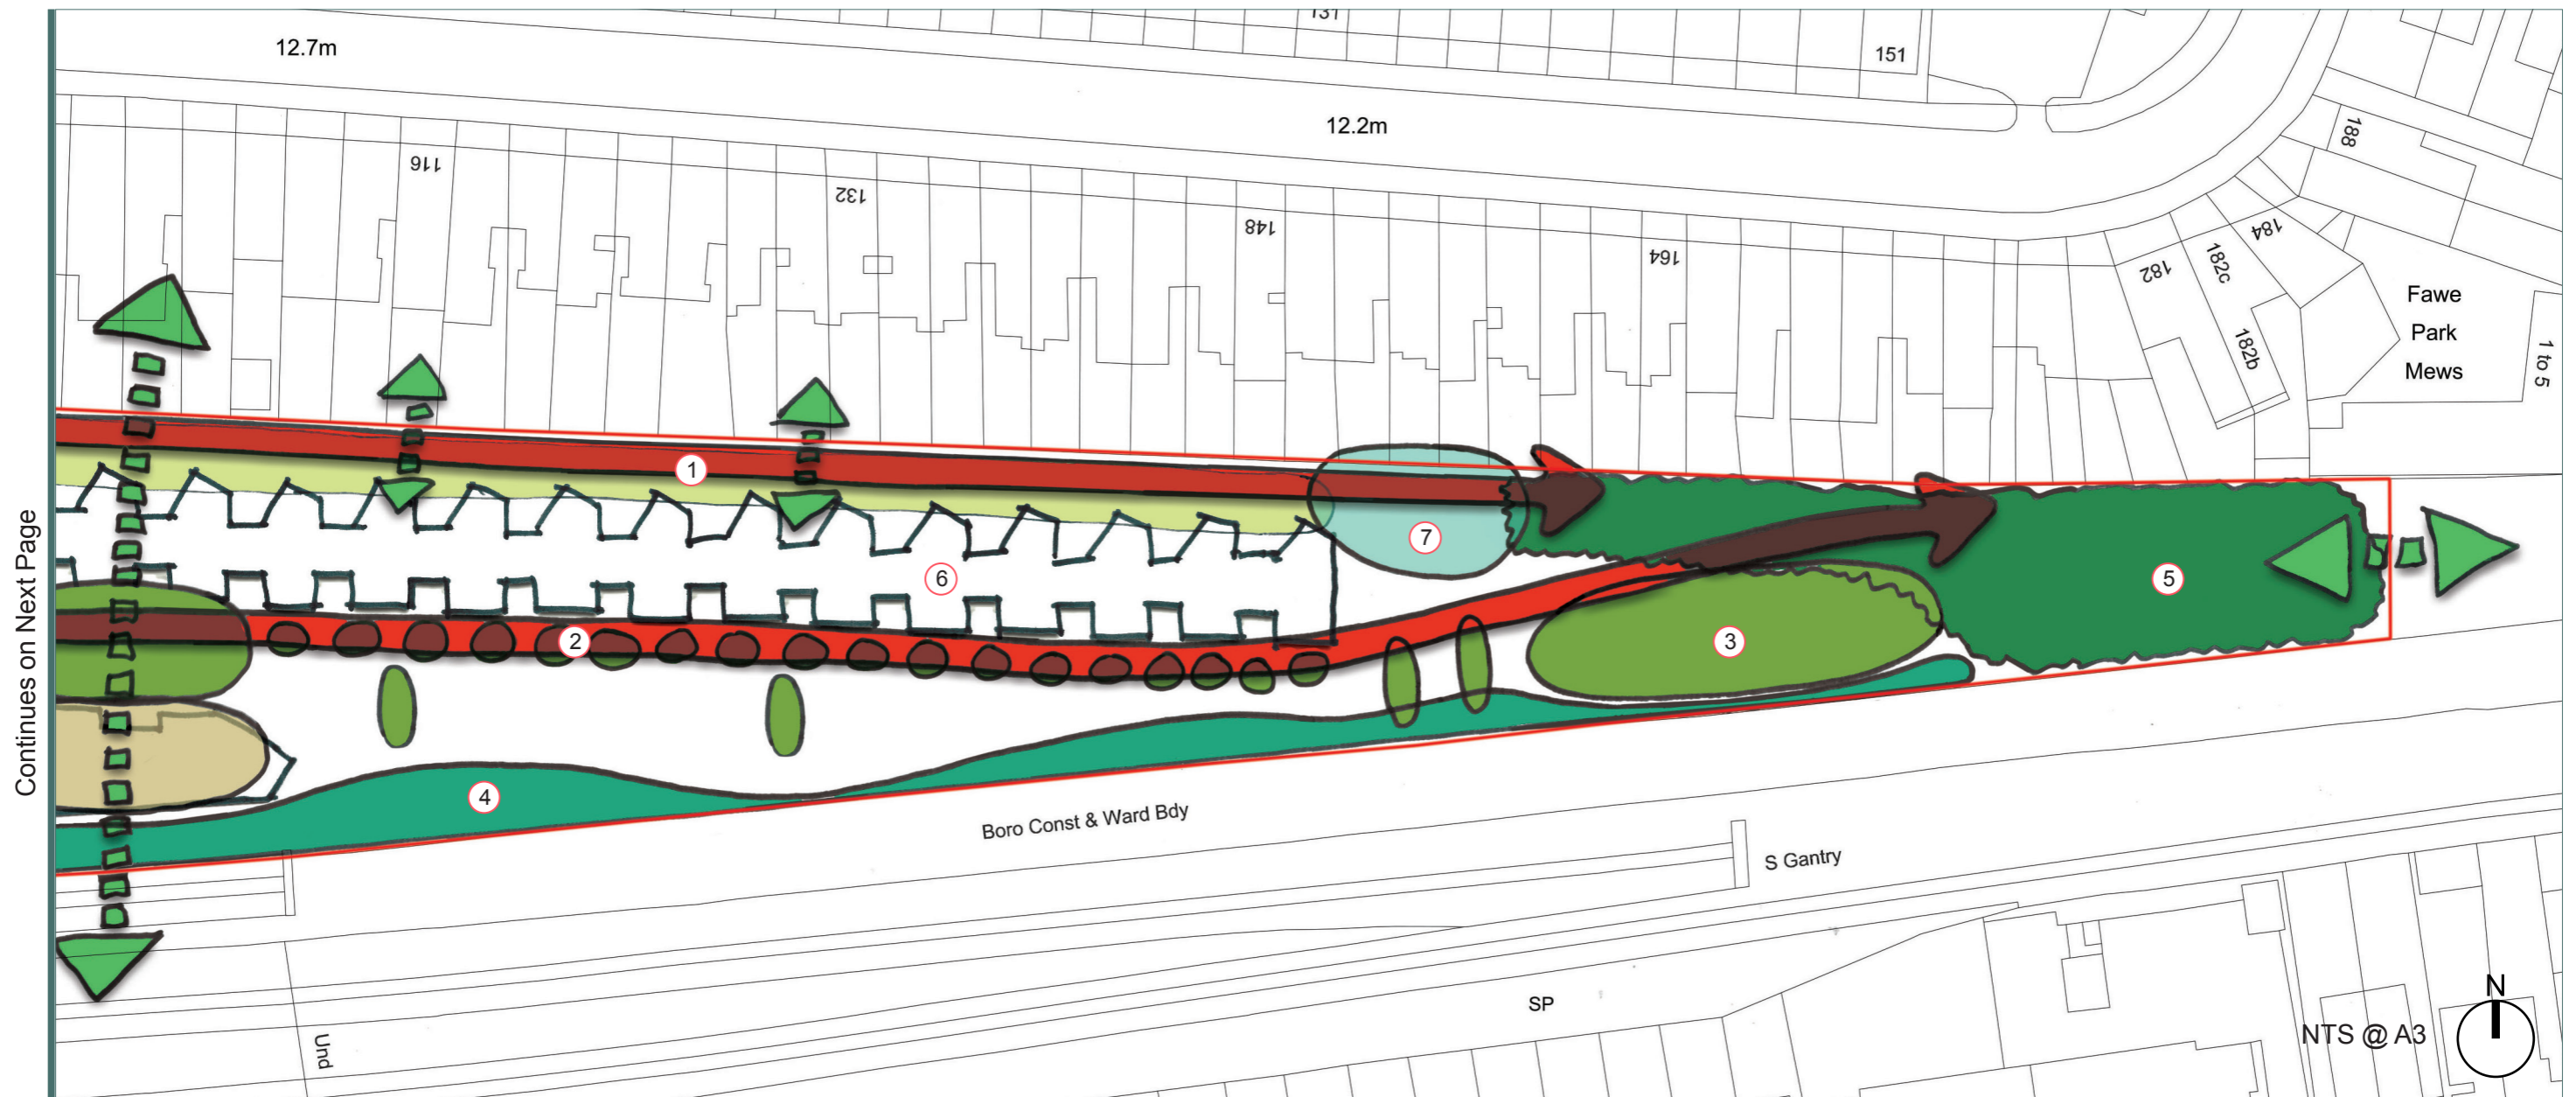 131
12.7m
151
12.2m
116
132
148
164
188
184
182
182c
182b
Fawe
Park
Mews
1 to 5
1
7
6
5
2
3
4
Continues on Next Page
Boro Const & Ward Bdy
S Gantry
SP
Und
N
NTS @ A3